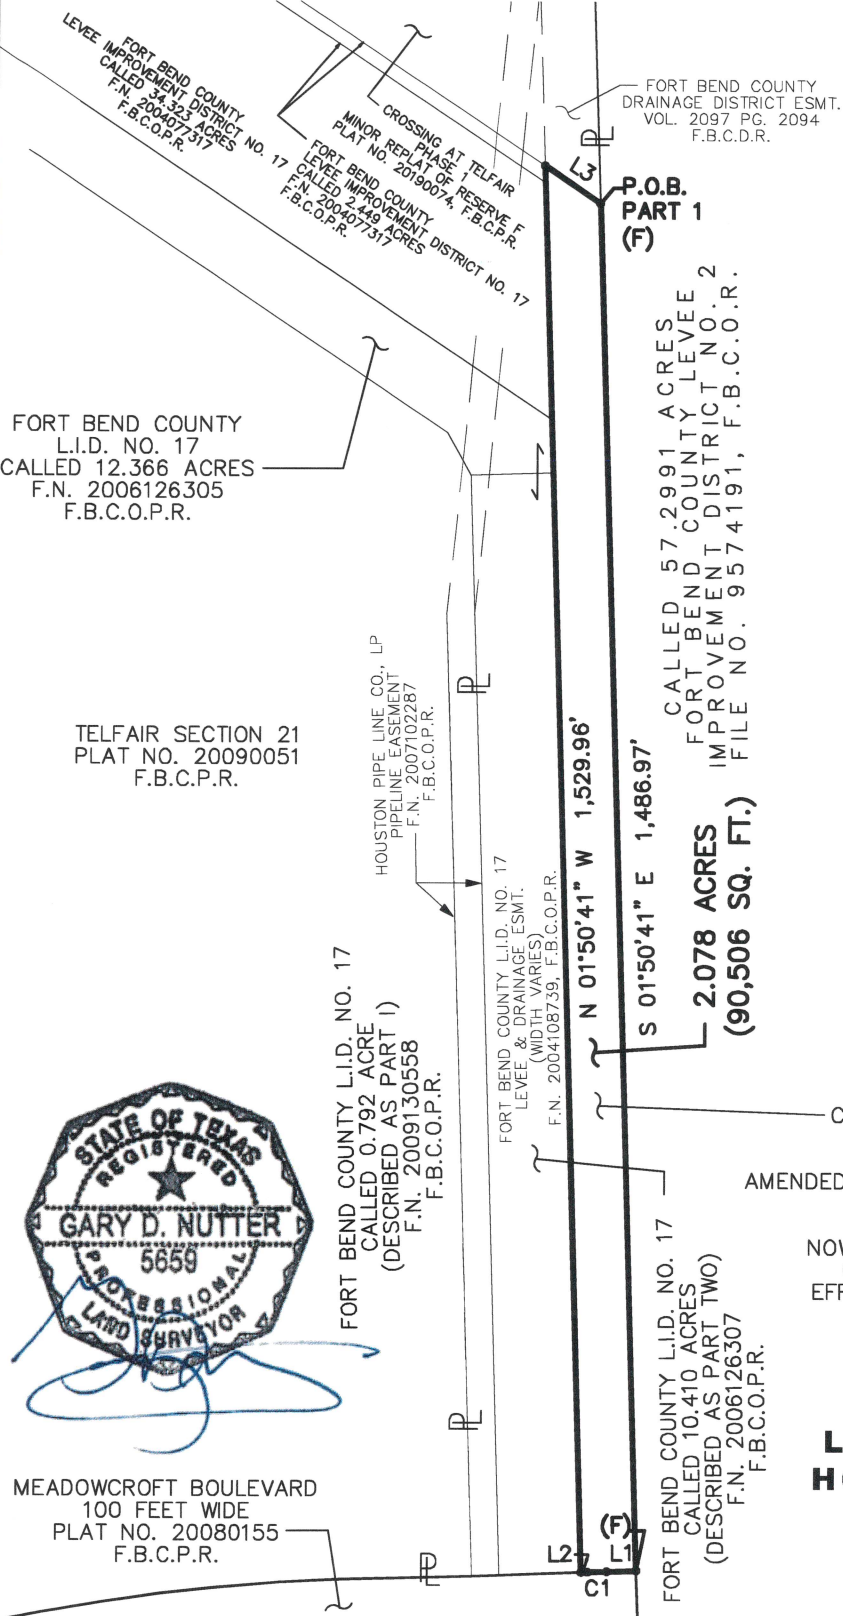 FORT BEND COUNTY
LEVEE IMPROVEMENT DISTRICT NO. 17
CALLED 34.323 ACRES
F.N. 2004077317
F.B.C.O.P.R.
CROSSING AT TELFAIR
PHASE 1
MINOR REPLAT OF RESERVE F
PLAT NO. 20190074, F.B.C.P.R.
FORT BEND COUNTY
LEVEE IMPROVEMENT DISTRICT NO. 17
CALLED 2.449 ACRES
F.N. 2004077317
F.B.C.O.P.R.
FORT BEND COUNTY
DRAINAGE DISTRICT ESMT.
VOL. 2097 PG. 2094
F.B.C.D.R.
PL
L3
P.O.B.
PART 1
(F)
CALLED 57.2991 ACRES
FORT BEND COUNTY LEVEE
IMPROVEMENT DISTRICT NO. 2
FILE NO. 9574191, F.B.C.O.R.
FORT BEND COUNTY
L.I.D. NO. 17
CALLED 12.366 ACRES
F.N. 2006126305
F.B.C.O.P.R.
TELFAIR SECTION 21
PLAT NO. 20090051
F.B.C.P.R.
HOUSTON PIPE LINE CO., LP
PIPELINE EASEMENT
F.N. 2007102287
F.B.C.O.P.R.
PL
N 01°50'41" W 1,529.96'
S 01°50'41" E 1,486.97'
2.078 ACRES
(90,506 SQ. FT.)
FORT BEND COUNTY L.I.D. NO. 17
LEVEE & DRAINAGE ESMT.
(WIDTH VARIES)
F.N. 2004108739, F.B.C.O.P.R.
FORT BEND COUNTY L.I.D. NO. 17
CALLED 0.792 ACRE
(DESCRIBED AS PART I)
F.N. 2009130558
F.B.C.O.P.R.
C
AMENDED
NOW
EFF
STATE OF TEXAS
REGISTERED
GARY D. NUTTER
5659
PROFESSIONAL
LAND SURVEYOR
FORT BEND COUNTY L.I.D. NO. 17
CALLED 10.410 ACRES
(DESCRIBED AS PART TWO)
F.N. 2006126307
F.B.C.O.P.R.
PL
L
H
MEADOWCROFT BOULEVARD
100 FEET WIDE
PLAT NO. 20080155
F.B.C.P.R.
PL
(F)
L2
L1
C1